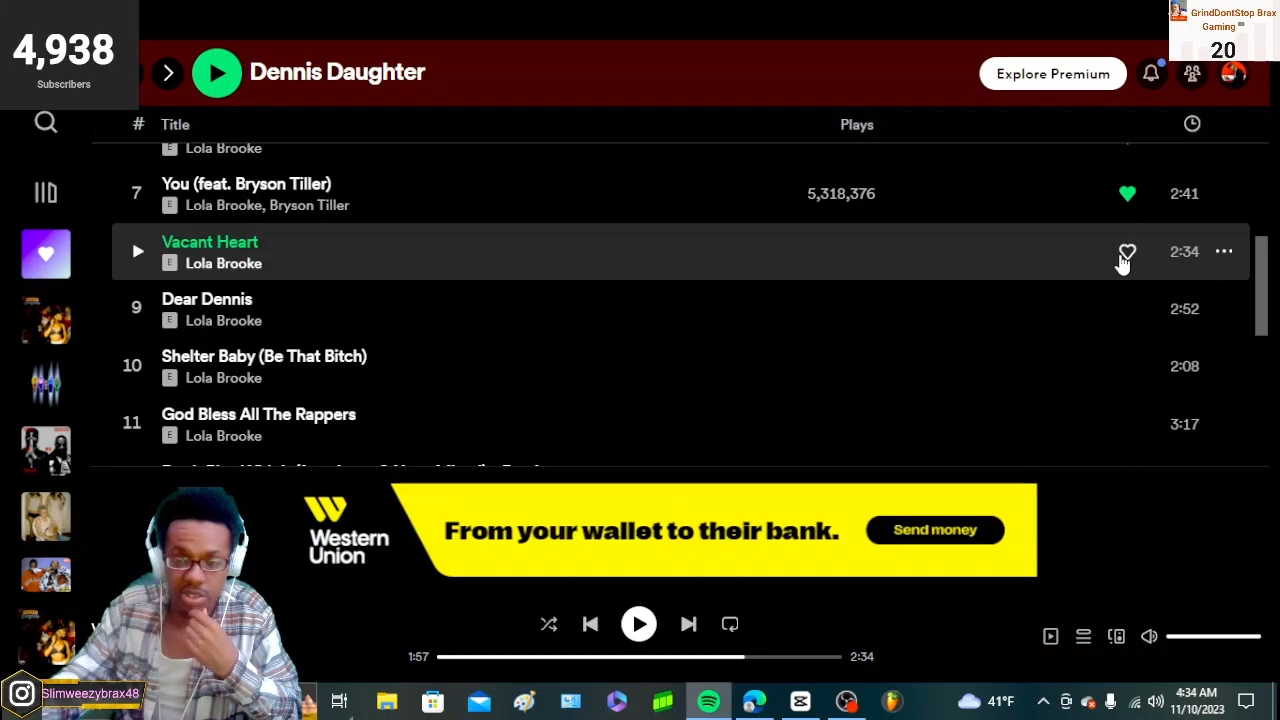 4,938
Subscribers
GrindDontStop Brax
Gaming
20
Dennis Daughter
Explore Premium
# Title Plays
E Lola Brooke
7 You (feat. Bryson Tiller) 5,318,376 2:41
E Lola Brooke, Bryson Tiller
Vacant Heart 2:34
E Lola Brooke
9 Dear Dennis 2:52
E Lola Brooke
10 Shelter Baby (Be That Bitch) 2:08
E Lola Brooke
11 God Bless All The Rappers 3:17
E Lola Brooke
Western
Union
From your wallet to their bank.
Send money
1:57 2:34
Slimweezybrax48
41°F
4:34 AM
11/10/2023